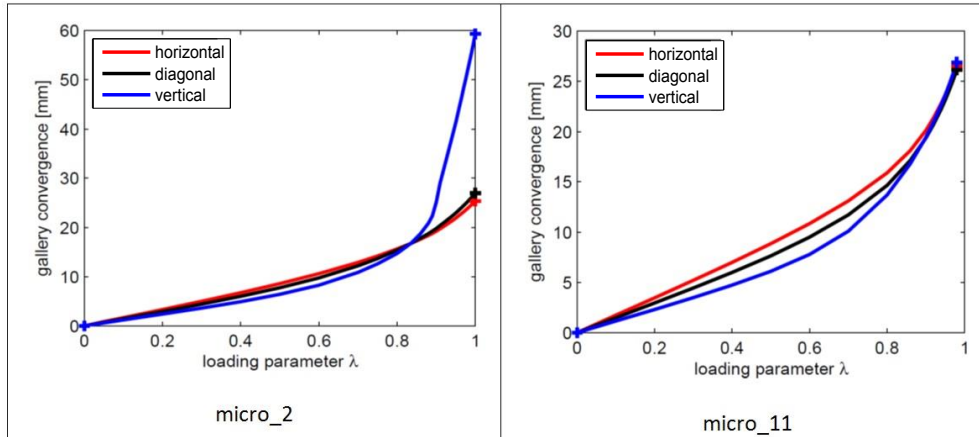 60
50
40
30
20
10
0
gallery convergence [mm]
horizontal
diagonal
vertical
0 0.2 0.4 0.6 0.8 1
loading parameter λ
micro_2
30
25
20
15
10
5
0
gallery convergence [mm]
horizontal
diagonal
vertical
0 0.2 0.4 0.6 0.8 1
loading parameter λ
micro_11